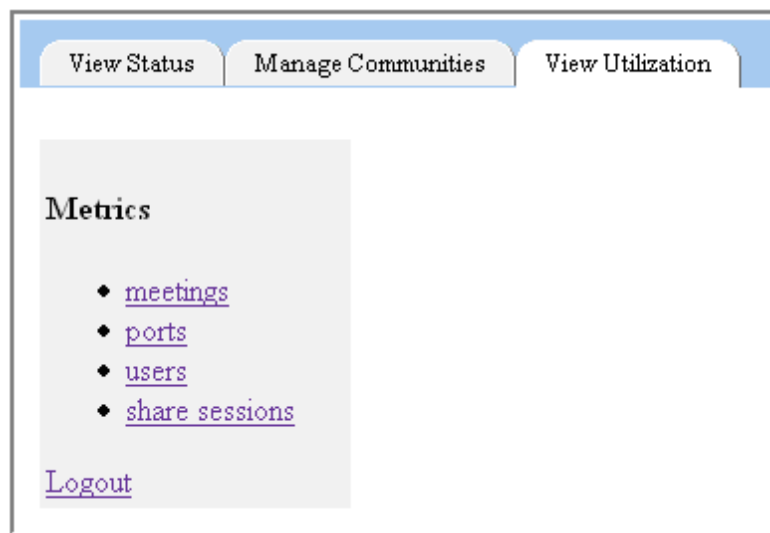 View Status Manage Communities View Utilization
Metrics
meetings
ports
users
share sessions
Logout